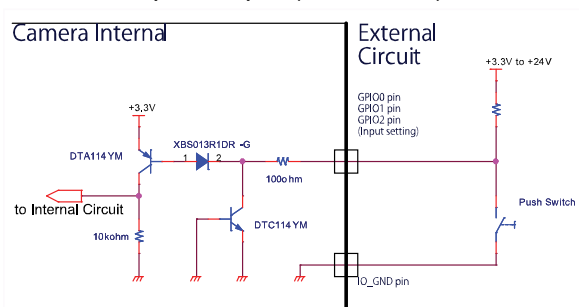 Camera Internal
External
Circuit
+3.3V to +24V
GPIO0 pin
GPIO1 pin
GPIO2 pin
(Input setting)
+3,3V
XBS013R1DR -G
DTA114YM
1
2
100ohm
to Internal Circuit
Push Switch
DTC114YM
10kohm
IO_GND pin